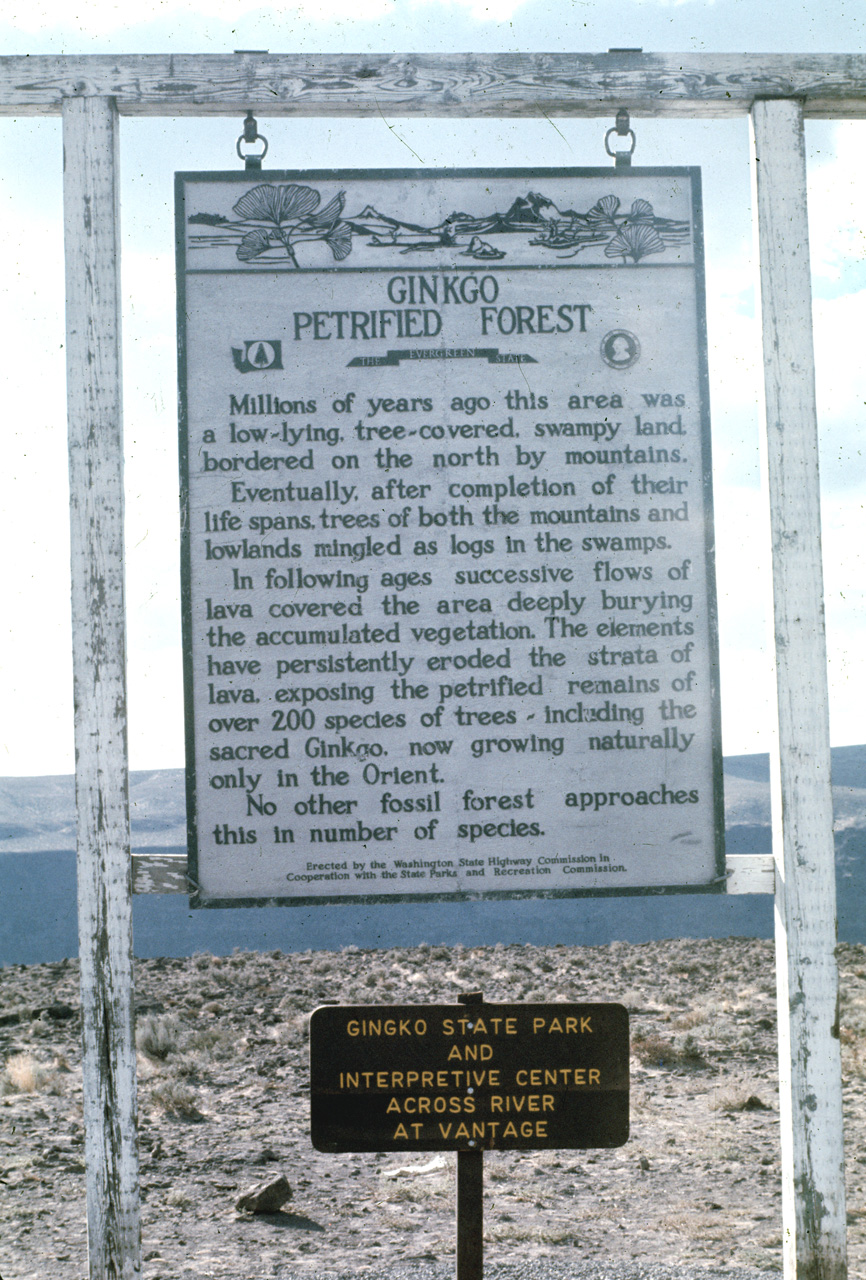 GINKGO
PETRIFIED FOREST
THE EVERGREEN STATE
Millions of years ago this area was
a low-lying, tree-covered, swampy land
bordered on the north by mountains.
Eventually, after completion of their
life spans, trees of both the mountains and
lowlands mingled as logs in the swamps.
In following ages successive flows of
lava covered the area deeply burying
the accumulated vegetation. The elements
have persistently eroded the strata of
lava, exposing the petrified remains of
over 200 species of trees - including the
sacred Ginkgo, now growing naturally
only in the Orient.
No other fossil forest approaches
this in number of species.
Erected by the Washington State Highway Commission in
Cooperation with the State Parks and Recreation Commission.
GINGKO STATE PARK
AND
INTERPRETIVE CENTER
ACROSS RIVER
AT VANTAGE